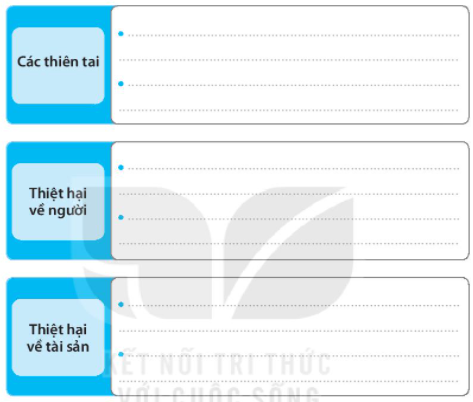 Các thiên tai
Thiệt hại
về người
Thiệt hại
về tài sản
KẾT NỐI TRI THỨC
VỚI CUỘC SỐNG